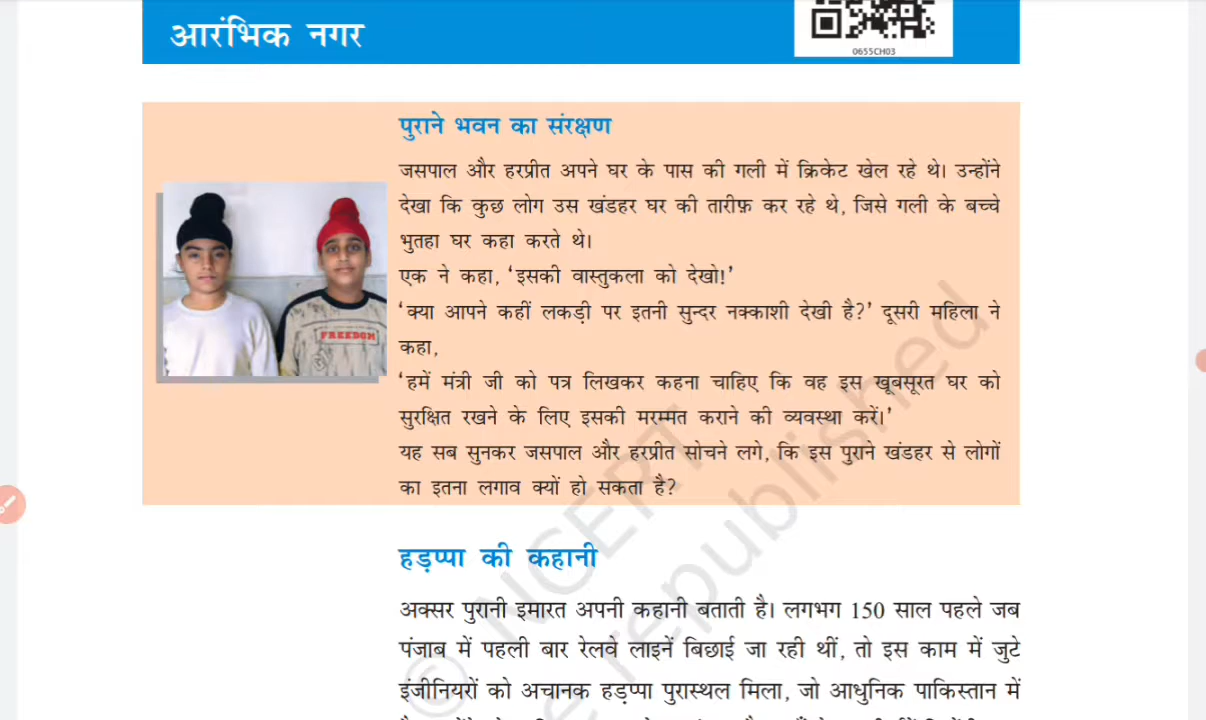 आरंभिक नगर
0655CH03
पुराने भवन का संरक्षण
जसपाल और हरप्रीत अपने घर के पास की गली में क्रिकेट खेल रहे थे। उन्होंने
देखा कि कुछ लोग उस खंडहर घर की तारीफ़ कर रहे थे, जिसे गली के बच्चे
भुतहा घर कहा करते थे।
एक ने कहा, ‘इसकी वास्तुकला को देखो!’
‘क्या आपने कहीं लकड़ी पर इतनी सुन्दर नक्काशी देखी है?’ दूसरी महिला ने
कहा,
‘हमें मंत्री जी को पत्र लिखकर कहना चाहिए कि वह इस खूबसूरत घर को
सुरक्षित रखने के लिए इसकी मरम्मत कराने की व्यवस्था करें।’
यह सब सुनकर जसपाल और हरप्रीत सोचने लगे, कि इस पुराने खंडहर से लोगों
का इतना लगाव क्यों हो सकता है?
FREEDOM
हड़प्पा की कहानी
अक्सर पुरानी इमारत अपनी कहानी बताती है। लगभग 150 साल पहले जब
पंजाब में पहली बार रेलवे लाइनें बिछाई जा रही थीं, तो इस काम में जुटे
इंजीनियरों को अचानक हड़प्पा पुरास्थल मिला, जो आधुनिक पाकिस्तान में
© NCERT
republished